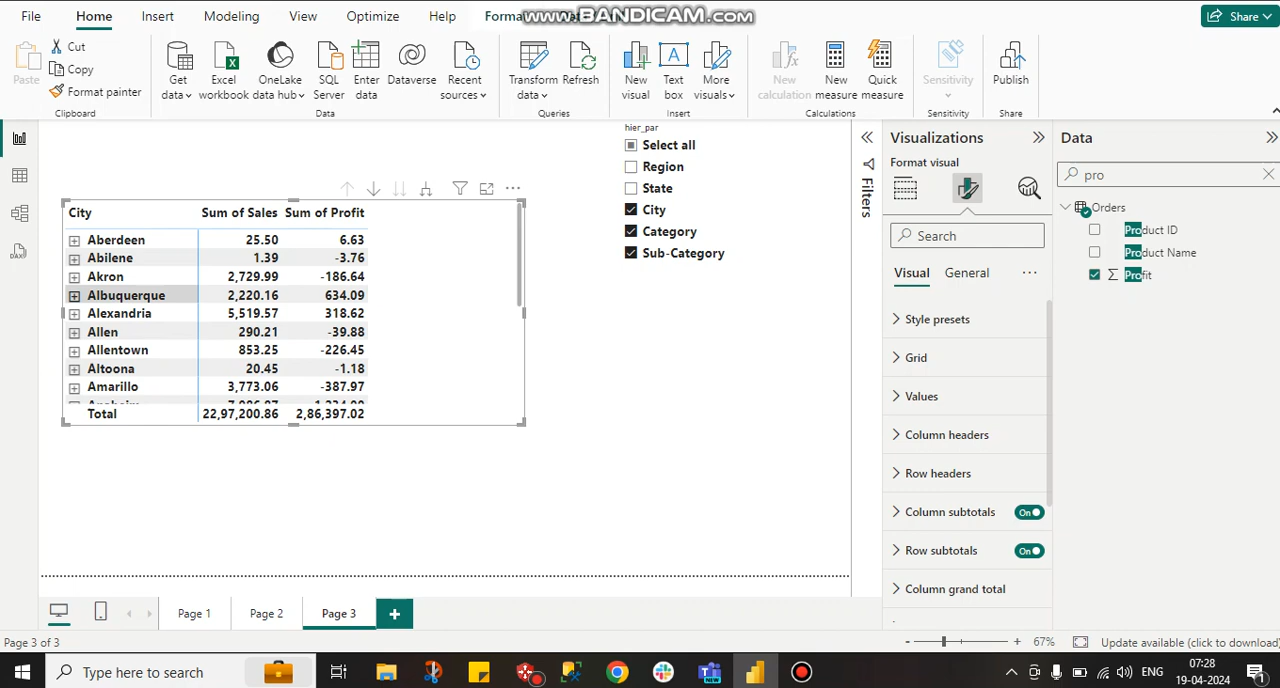 File Home Insert Modeling View Optimize Help
www.BANDICAM.com
Share
Paste
Cut
Copy
Format painter
Clipboard
Get data
Excel workbook
OneLake data hub
SQL Server
Enter data
Dataverse
Recent sources
Data
Transform data
Refresh
Queries
New visual
Text box
More visuals
Insert
New calculation
New measure
Quick measure
Calculations
Sensitivity
Sensitivity
Publish
Share
hier_par
Select all
Region
State
City
Category
Sub-Category
City Sum of Sales Sum of Profit
Aberdeen 25.50 6.63
Abilene 1.39 -3.76
Akron 2,729.99 -186.64
Albuquerque 2,220.16 634.09
Alexandria 5,519.57 318.62
Allen 290.21 -39.88
Allentown 853.25 -226.45
Altoona 20.45 -1.18
Amarillo 3,773.06 -387.97
Total 22,97,200.86 2,86,397.02
Filters
Visualizations
Format visual
Search
Visual General
Style presets
Grid
Values
Column headers
Row headers
Column subtotals On
Row subtotals On
Column grand total
Data
pro
Orders
Product ID
Product Name
Profit
Page 1 Page 2 Page 3
Page 3 of 3
67%
Update available (click to download)
Type here to search
ENG
07:28
19-04-2024